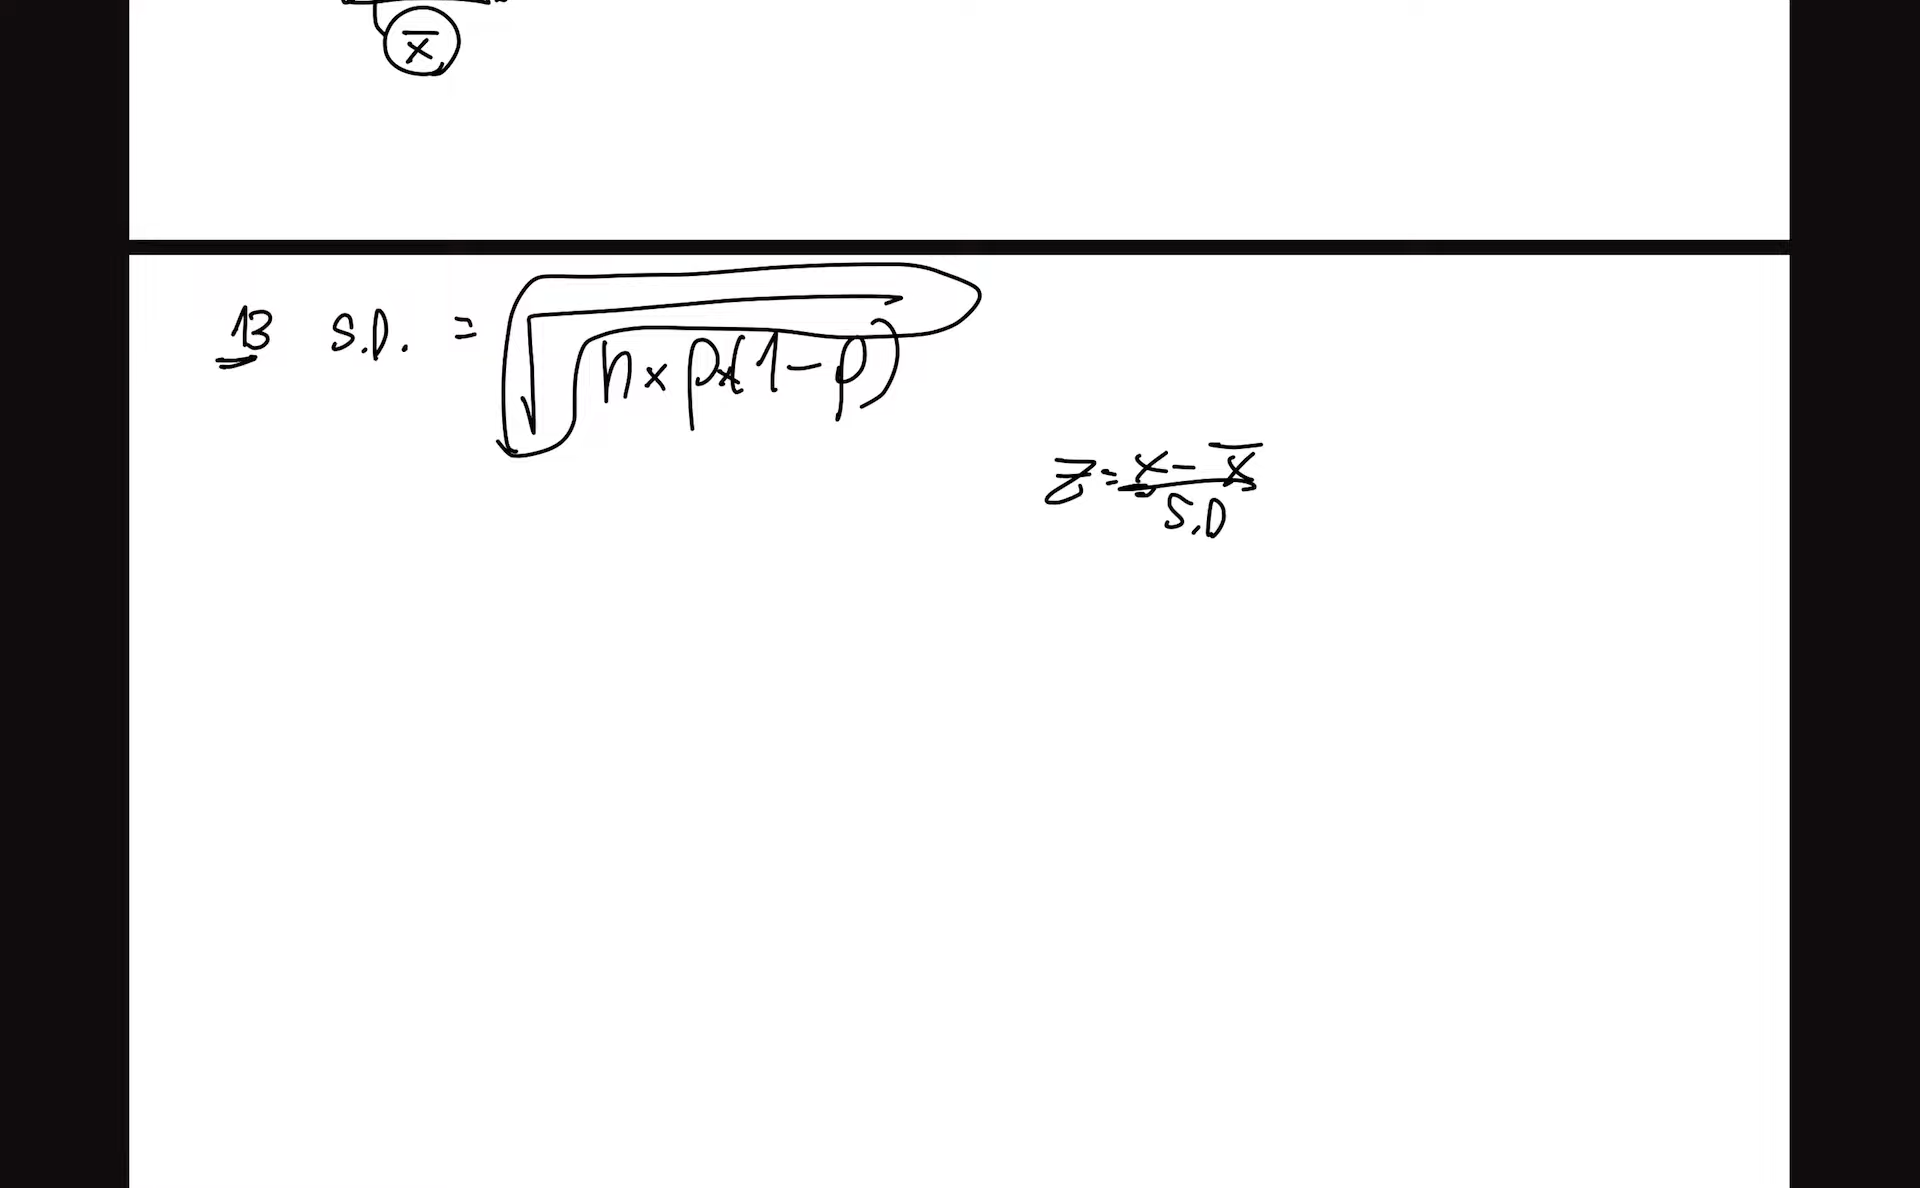 x̄
13 S.D. = √n × p × (1 - p)
z = x - x̄
S.D